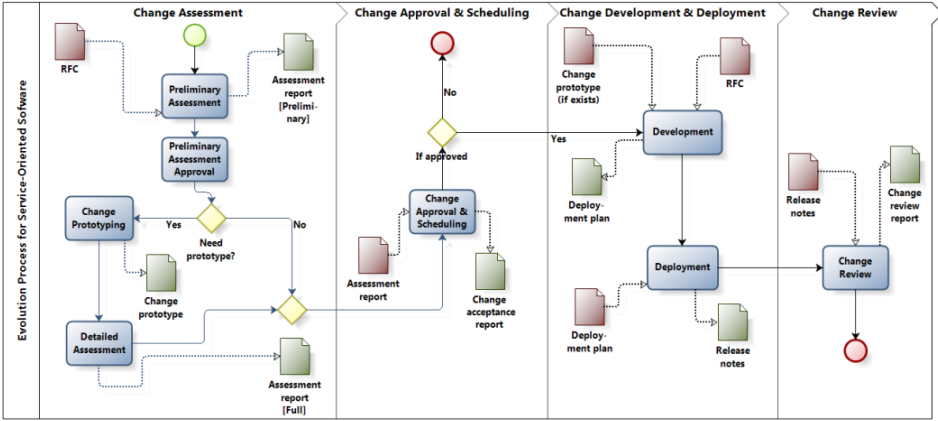 Evolution Process for Service-Oriented Sofware
Change Assessment
RFC
Assessment
report
[Prelimi-
nary]
Preliminary
Assessment
Preliminary
Assessment
Approval
Change
Prototyping
Yes
No
Need
prototype?
Change
prototype
Detailed
Assessment
Assessment
report
[Full]
Change Approval & Scheduling
No
If approved
Yes
Change
Approval &
Scheduling
Assessment
report
Change
acceptance
report
Change Development & Deployment
Change
prototype
(if exists)
RFC
Development
Deploy-
ment plan
Deployment
Deploy-
ment plan
Release
notes
Change Review
Release
notes
Change
review
report
Change
Review